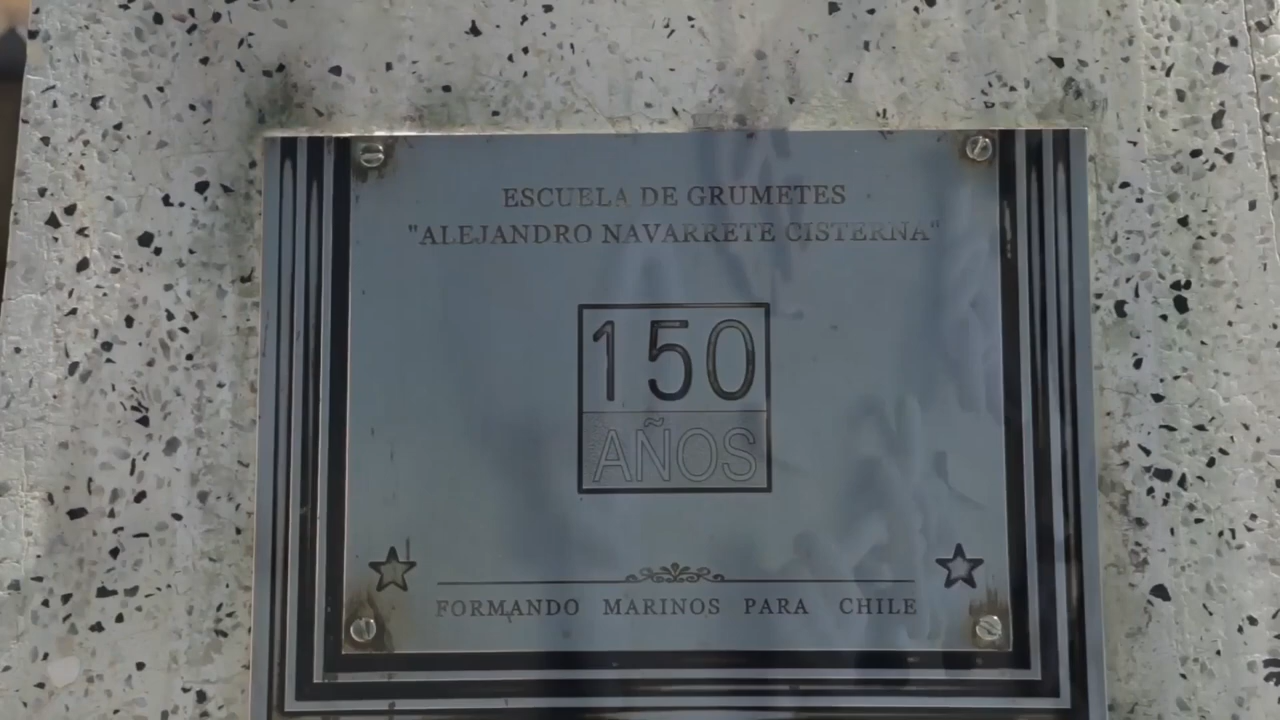 ESCUELA DE GRUMETES
"ALEJANDRO NAVARRETE CISTERNA"
150
AÑOS
FORMANDO MARINOS PARA CHILE